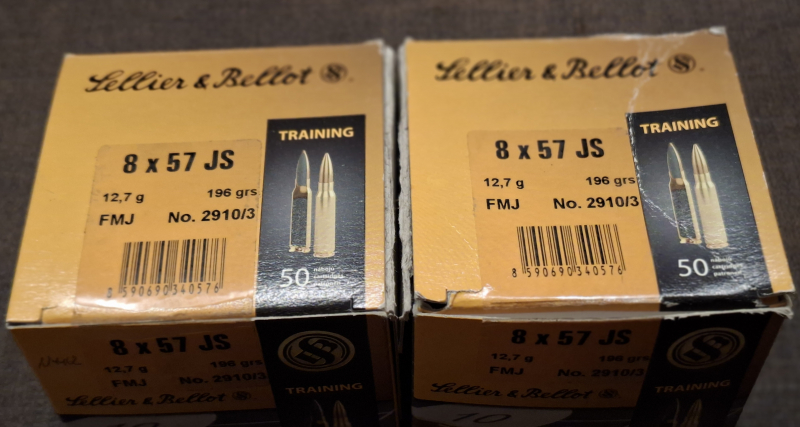 Sellier & Bellot
TRAINING
8 x 57 JS
12,7 g 196 grs
FMJ No. 2910/3
8 590690 340576
50
8 x 57 JS
12,7 g 196 grs
FMJ No. 2910/3
Sellier & Bellot
TRAINING
Sellier & Bellot
TRAINING
8 x 57 JS
12,7 g 196 grs
FMJ No. 2910/3
8 590690 340576
50
8 x 57 JS
12,7 g 196 grs
FMJ No. 2910/3
Sellier & Bellot
TRAINING
10